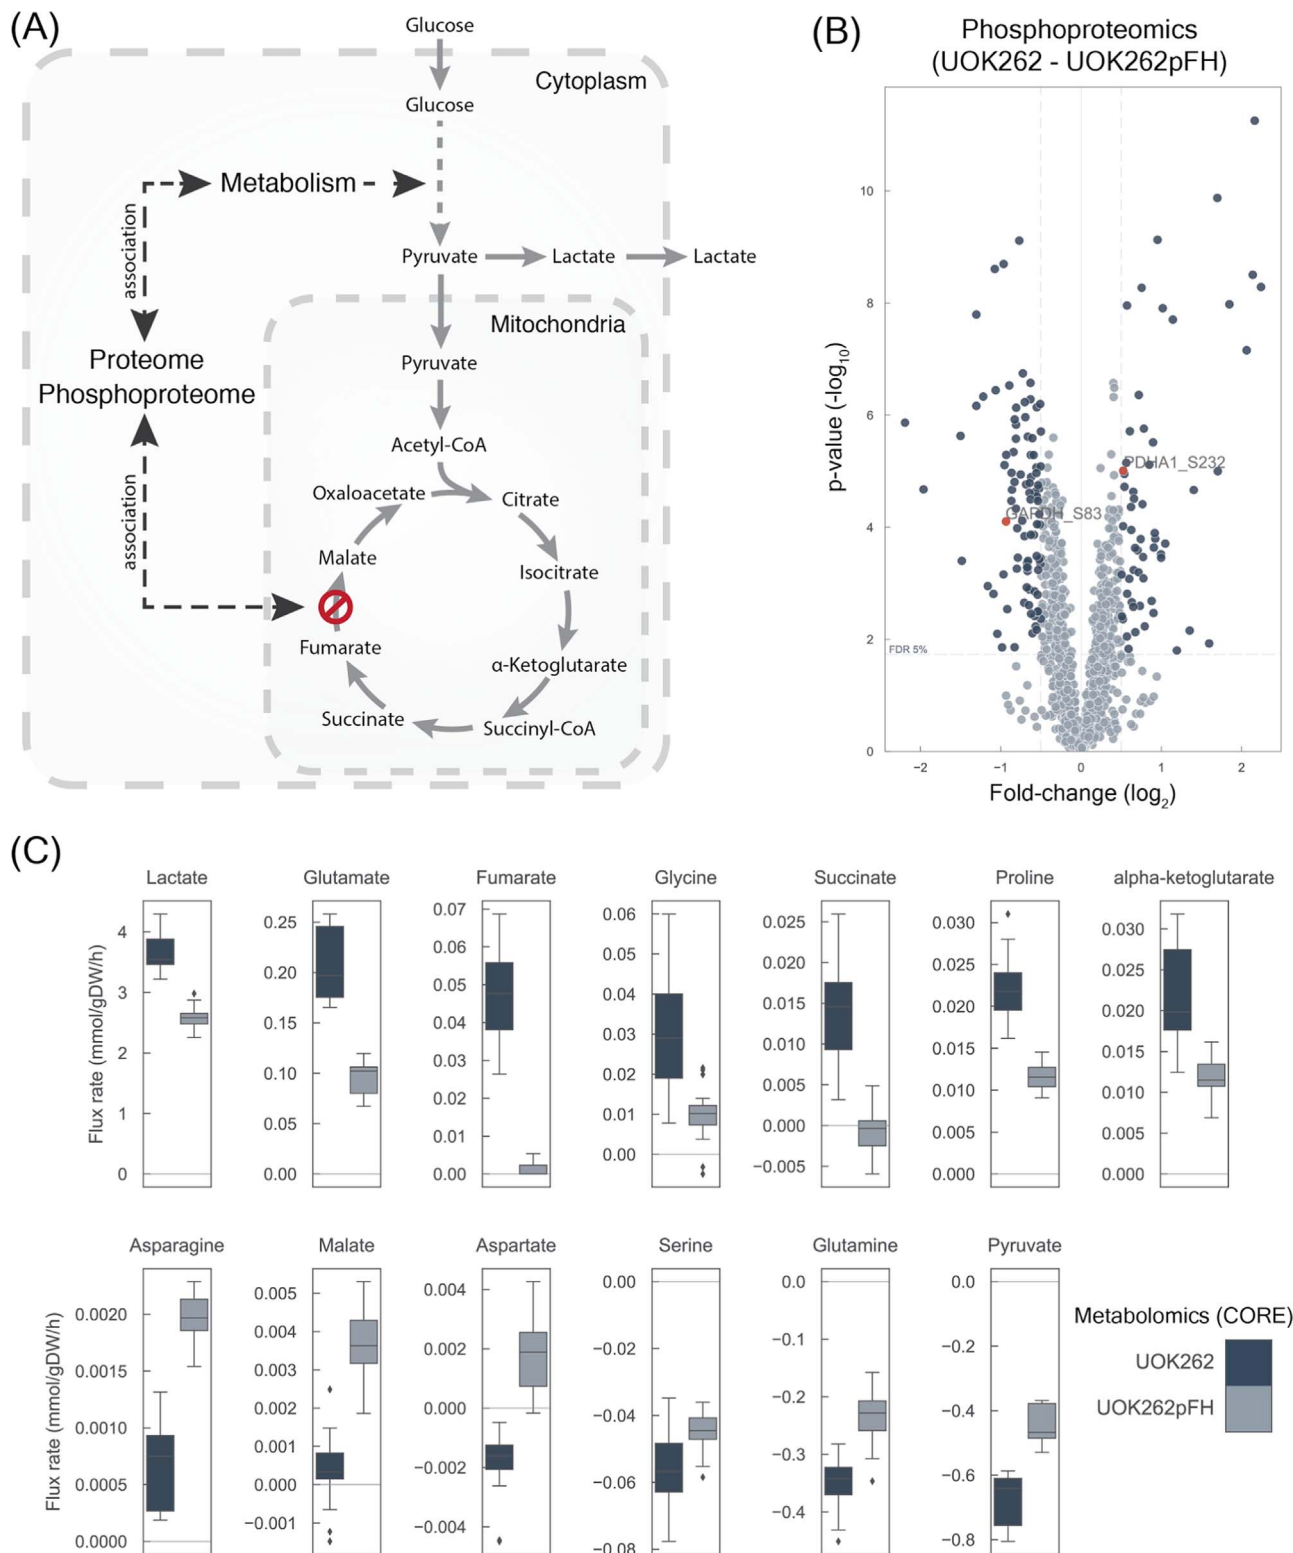 (A)
Glucose
Cytoplasm
Glucose
Metabolism
association
Pyruvate
Lactate
Lactate
Mitochondria
Proteome
Phosphoproteome
Pyruvate
Acetyl-CoA
association
Oxaloacetate
Citrate
Malate
Isocitrate
Fumarate
α-Ketoglutarate
Succinate
Succinyl-CoA
(B)
Phosphoproteomics
(UOK262 - UOK262pFH)
p-value (-log10)
10
8
6
4
2
0
PDHA1_S232
GAPDH_S83
FDR 5%
−2
−1
0
1
2
Fold-change (log2)
(C)
Flux rate (mmol/gDW/h)
Lactate
4
3
2
1
0
Glutamate
0.25
0.20
0.15
0.10
0.05
0.00
Fumarate
0.07
0.06
0.05
0.04
0.03
0.02
0.01
0.00
Glycine
0.06
0.05
0.04
0.03
0.02
0.01
0.00
Succinate
0.025
0.020
0.015
0.010
0.005
0.000
−0.005
Proline
0.030
0.025
0.020
0.015
0.010
0.005
0.000
alpha-ketoglutarate
0.030
0.025
0.020
0.015
0.010
0.005
0.000
Flux rate (mmol/gDW/h)
Asparagine
0.0020
0.0015
0.0010
0.0005
0.0000
Malate
0.005
0.004
0.003
0.002
0.001
0.000
−0.001
Aspartate
0.004
0.002
0.000
−0.002
−0.004
Serine
0.00
−0.02
−0.04
−0.06
−0.08
Glutamine
0.0
−0.1
−0.2
−0.3
−0.4
Pyruvate
0.0
−0.2
−0.4
−0.6
−0.8
Metabolomics (CORE)
UOK262
UOK262pFH